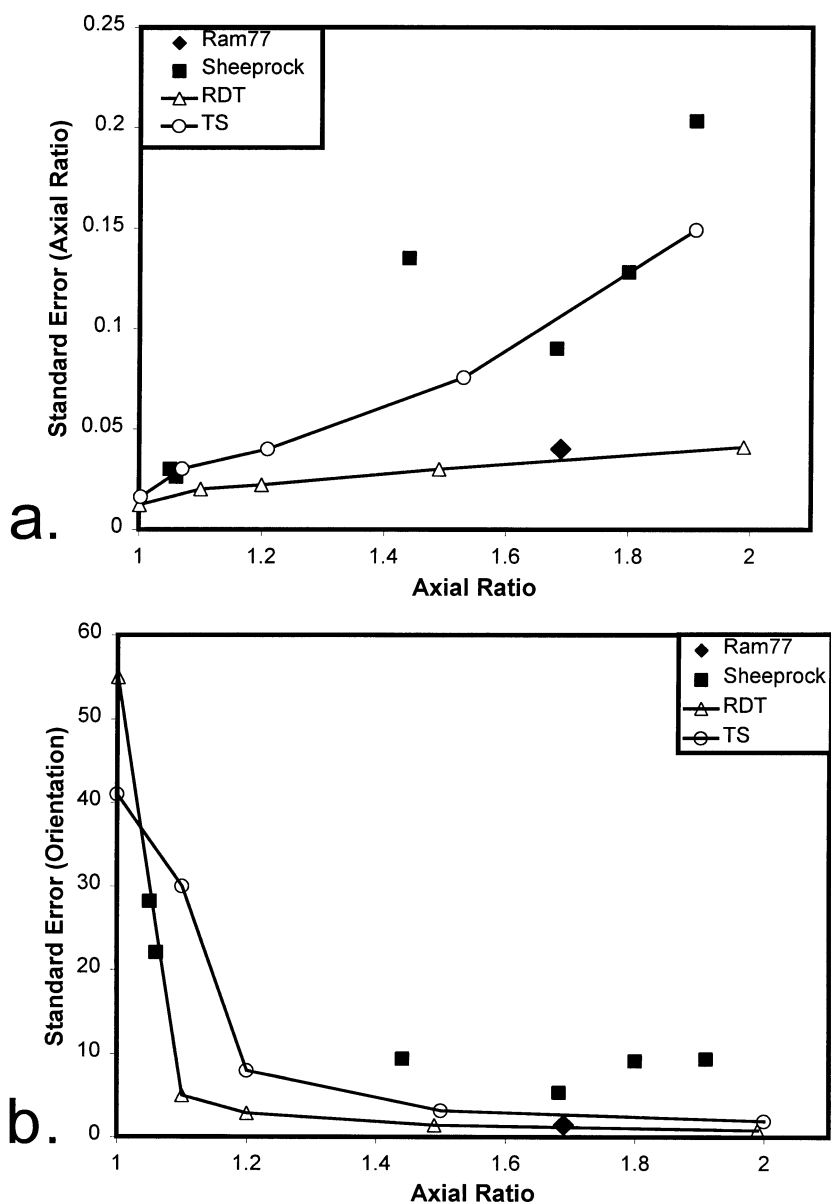 0.25
Ram77
Sheeprock
RDT
TS
0.2
0.15
0.1
0.05
0
Standard Error (Axial Ratio)
a.
1 1.2 1.4 1.6 1.8 2
Axial Ratio
60
Ram77
Sheeprock
RDT
TS
50
40
30
20
10
0
Standard Error (Orientation)
b.
1 1.2 1.4 1.6 1.8 2
Axial Ratio